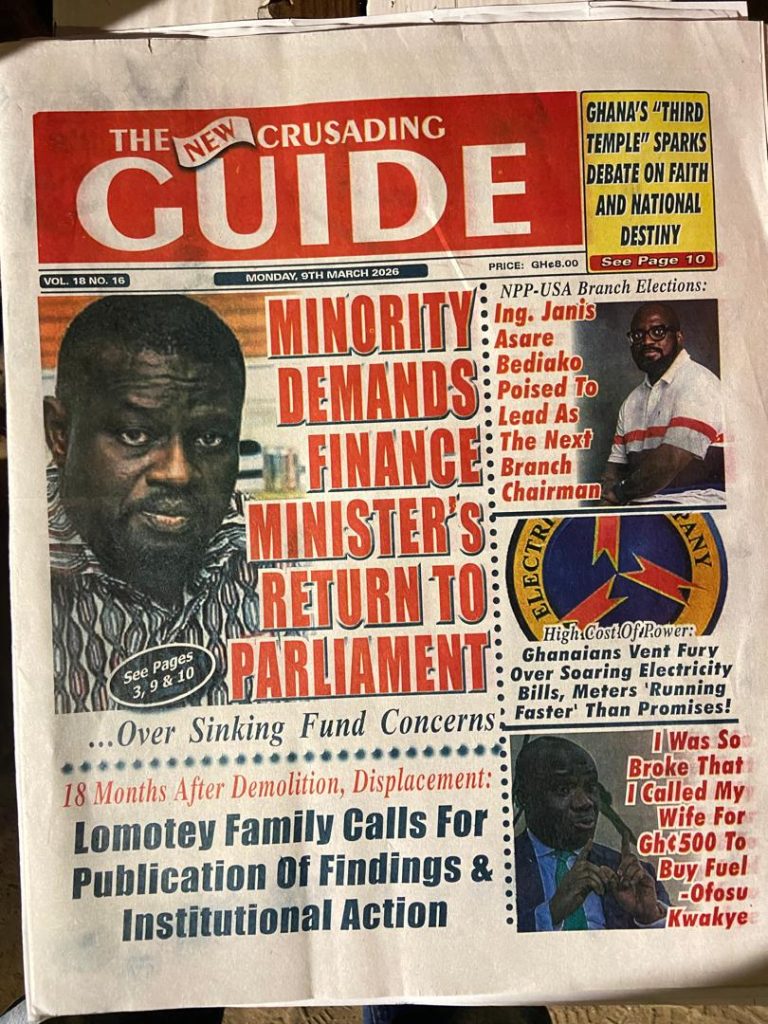 THE NEW CRUSADING
GUIDE
GHANA'S "THIRD
TEMPLE" SPARKS
DEBATE ON FAITH
AND NATIONAL
DESTINY
See Page 10
VOL. 18 NO. 16
MONDAY, 9TH MARCH 2026
PRICE: GH¢8.00
MINORITY
DEMANDS
FINANCE
MINISTER'S
RETURN TO
PARLIAMENT
See Pages
3, 9 & 10
...Over Sinking Fund Concerns
18 Months After Demolition, Displacement:
Lomotey Family Calls For
Publication Of Findings &
Institutional Action
NPP-USA Branch Elections:
Ing. Janis
Asare
Bediako
Poised To
Lead As
The Next
Branch
Chairman
High Cost Of Power:
Ghanaians Vent Fury
Over Soaring Electricity
Bills, Meters 'Running
Faster' Than Promises!
I Was So
Broke That
I Called My
Wife For
Gh¢500 To
Buy Fuel
-Ofosu
Kwakye